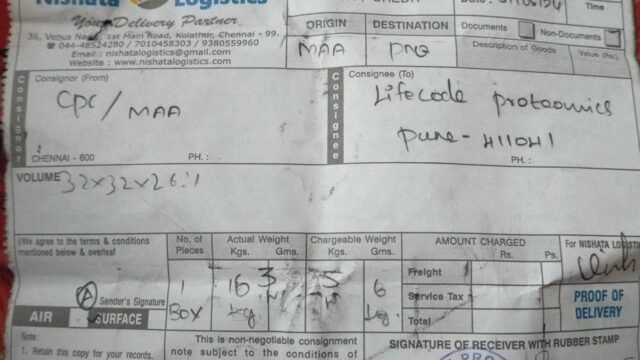 Nishata Logistics
Your Delivery Partner
Time
ORIGIN DESTINATION Documents Non-Documents
Main Road, Kolathur, Chennai - 99.
044-48524280 / 7010458303 / 9380559960
Email : nishatalogistics@gmail.com
Website : www.nishatalogistics.com
MAA PNQ Description of Goods Value (Rs.)
Consignor Consignor (From)
CPC / MAA
CHENNAI - 600 PH. :
Consignee Consignee (To)
Lifecode proteomics
Pune - 411041
PH. :
VOLUME 32x32x26
I/We agree to the terms & conditions
mentioned below & overleaf
No. of Pieces Actual Weight Chargeable Weight AMOUNT CHARGED For NISHATA LOGISTICS
Kgs. Gms. Kgs. Gms. Rs. Ps.
1 BOX 16 kg 6 kg
Freight
Service Tax
Total
A Sender's Signature
AIR SURFACE
PROOF OF
DELIVERY
Note :
1. Retain this copy for records.
This is non-negotiable consignment
note subject to the conditions of
SIGNATURE OF RECEIVER WITH RUBBER STAMP
PRO